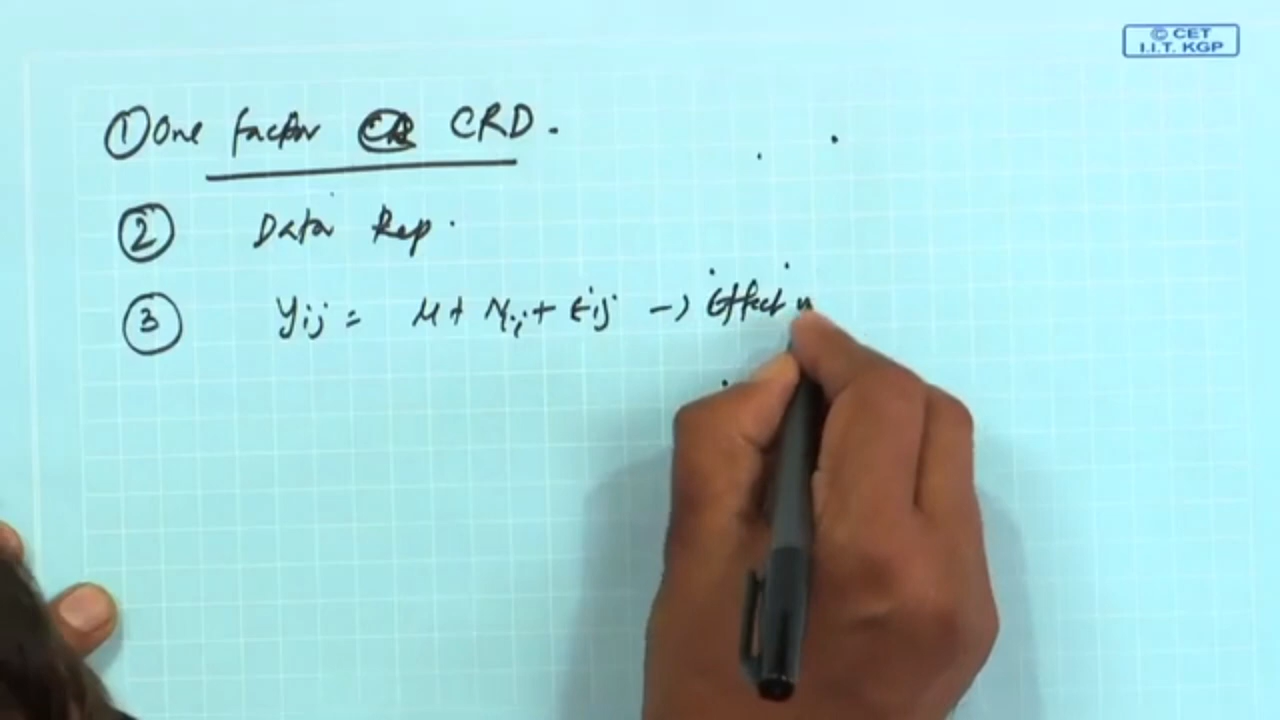 © CET
I.I.T. KGP
① One factor CRD.
② Data Rep.
③ Yij = μ + τi + εij → Effect